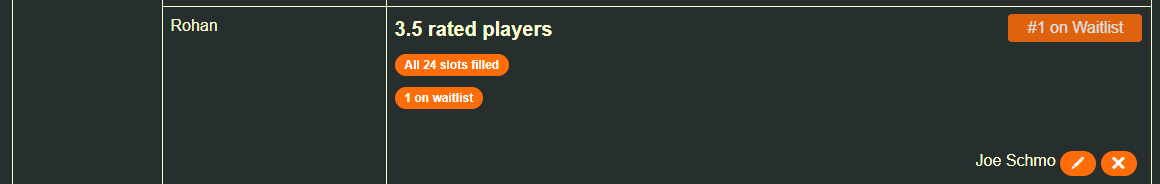 Rohan
3.5 rated players
#1 on Waitlist
All 24 slots filled
1 on waitlist
Joe Schmo